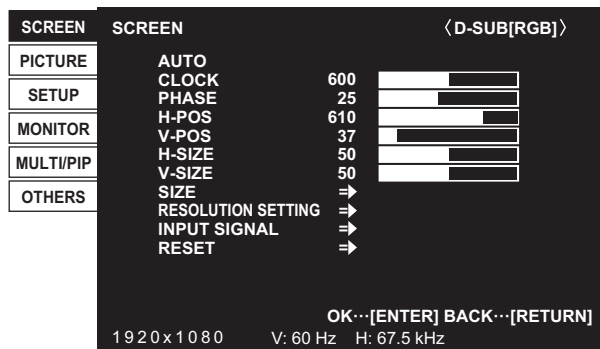 SCREEN
PICTURE
SETUP
MONITOR
MULTI/PIP
OTHERS
SCREEN 〈D-SUB[RGB]〉
AUTO
CLOCK 600
PHASE 25
H-POS 610
V-POS 37
H-SIZE 50
V-SIZE 50
SIZE
RESOLUTION SETTING
INPUT SIGNAL
RESET
OK⋯[ENTER] BACK⋯[RETURN]
1920x1080 V: 60 Hz H: 67.5 kHz